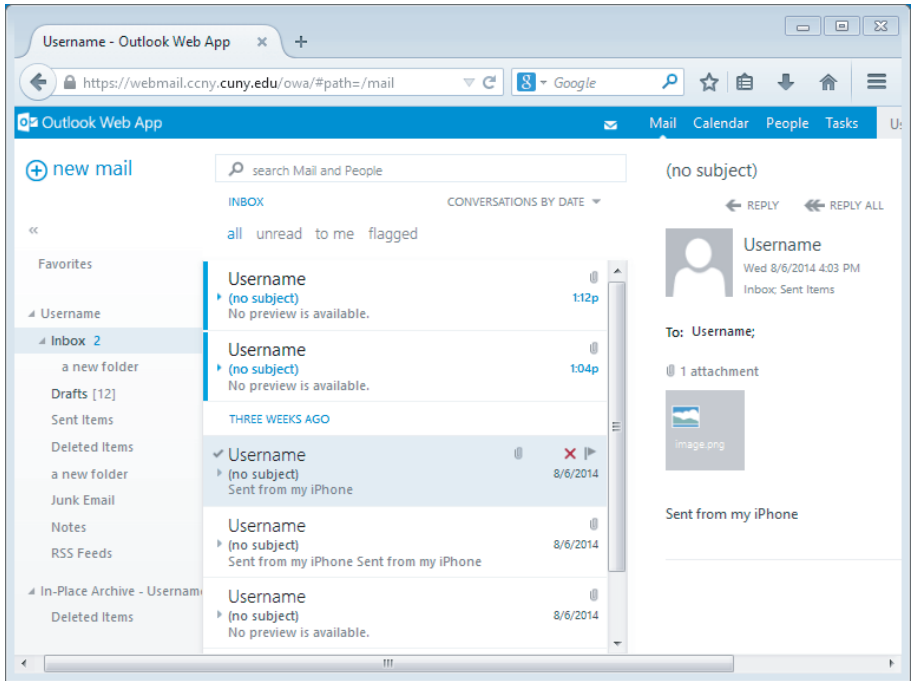 Username - Outlook Web App
https://webmail.ccny.cuny.edu/owa/#path=/mail
8 Google
Outlook Web App
Mail Calendar People Tasks
new mail
search Mail and People
INBOX CONVERSATIONS BY DATE
all unread to me flagged
Favorites
Username
Inbox 2
a new folder
Drafts [12]
Sent Items
Deleted Items
a new folder
Junk Email
Notes
RSS Feeds
In-Place Archive - Usernam
Deleted Items
Username
(no subject) 1:12p
No preview is available.
Username
(no subject) 1:04p
No preview is available.
THREE WEEKS AGO
Username
(no subject) 8/6/2014
Sent from my iPhone
Username
(no subject) 8/6/2014
Sent from my iPhone Sent from my iPhone
Username
(no subject) 8/6/2014
No preview is available.
(no subject)
REPLY REPLY ALL
Username
Wed 8/6/2014 4:03 PM
Inbox; Sent Items
To: Username;
1 attachment
image.png
Sent from my iPhone